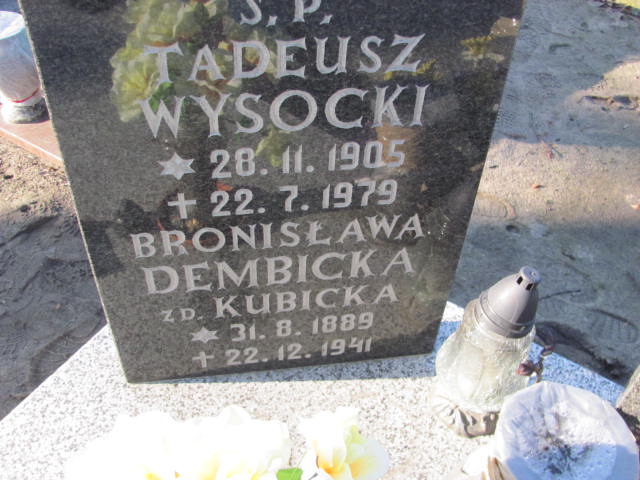 Ś. P.
TADEUSZ
WYSOCKI
28. 11. 1905
22. 7. 1979
BRONISŁAWA
DEMBICKA
ZD. KUBICKA
31. 8. 1889
22. 12. 1941